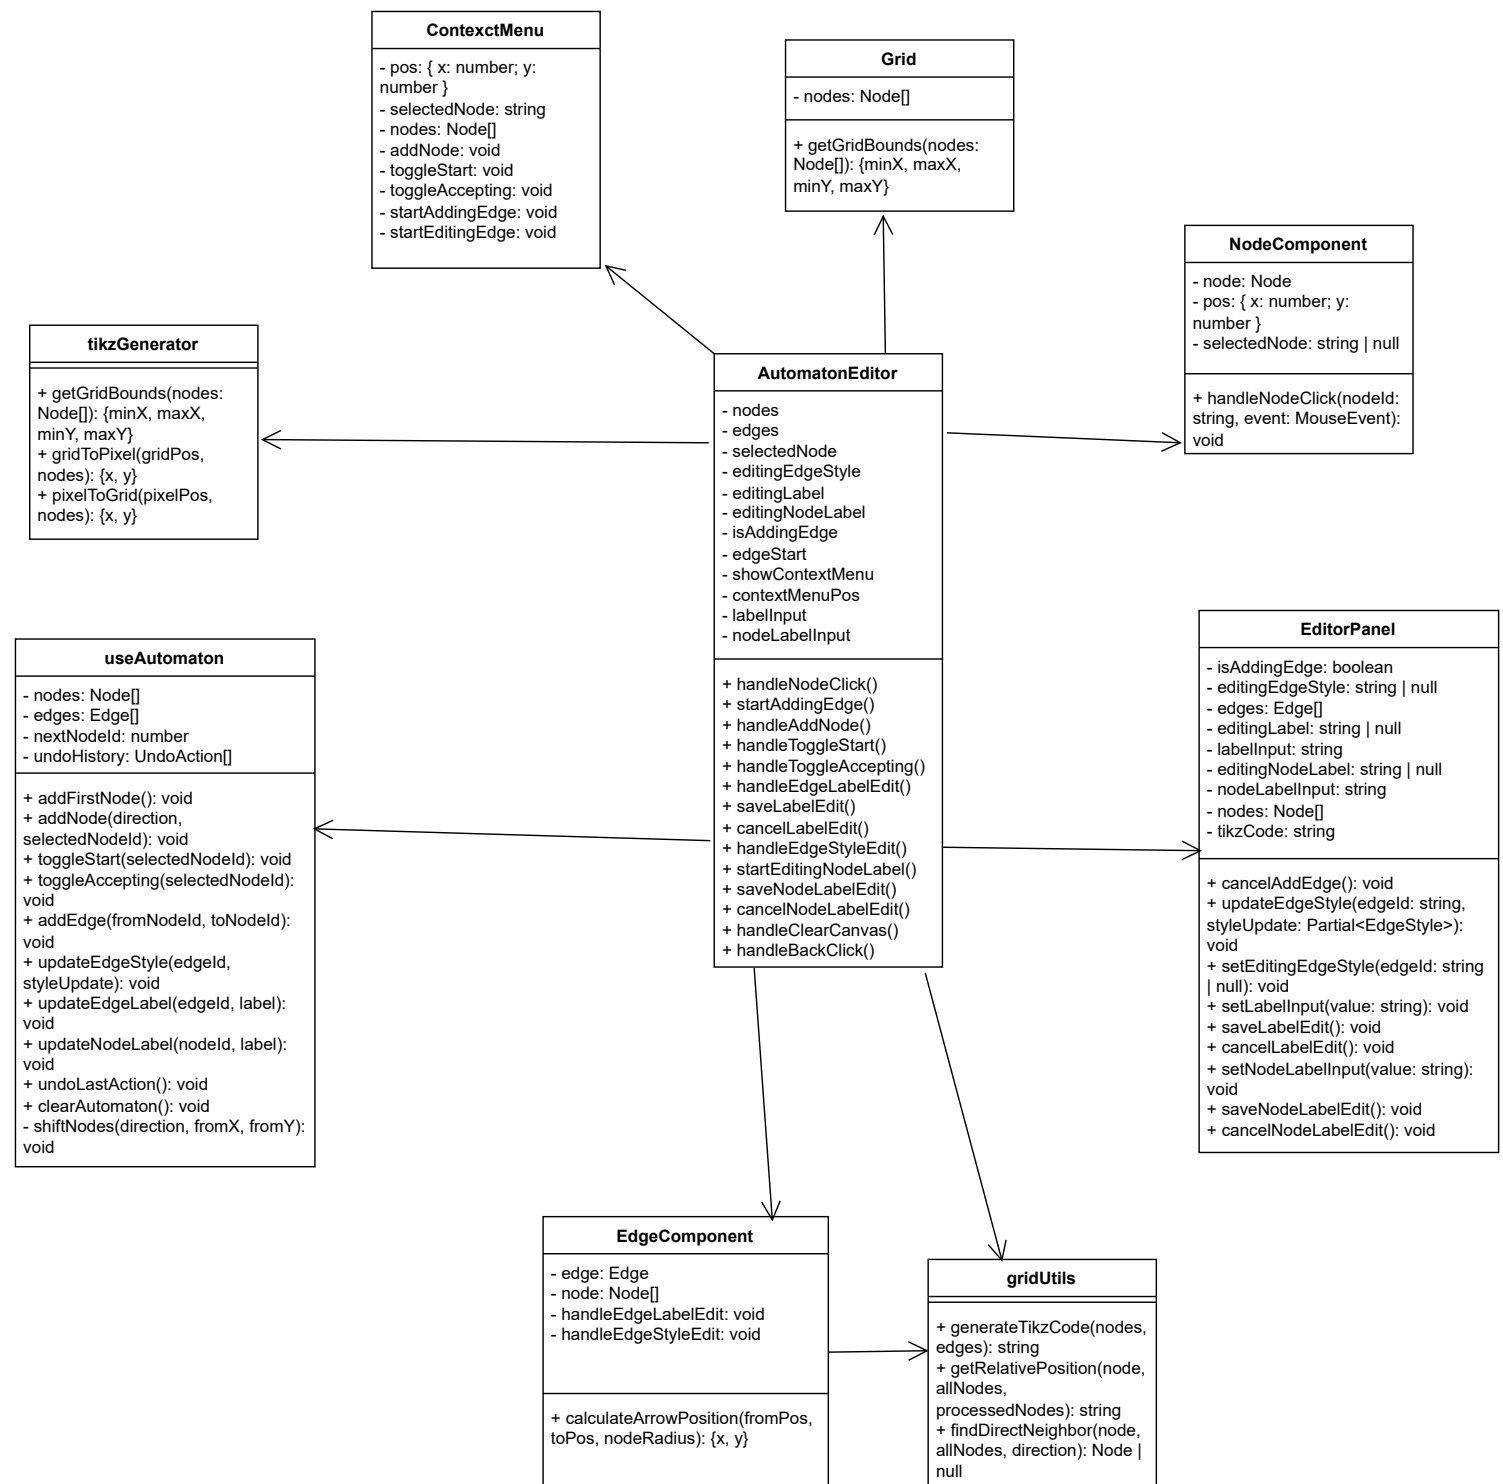 ContexctMenu
- pos: { x: number; y:
number }
- selectedNode: string
- nodes: Node[]
- addNode: void
- toggleStart: void
- toggleAccepting: void
- startAddingEdge: void
- startEditingEdge: void
Grid
- nodes: Node[]
+ getGridBounds(nodes:
Node[]): {minX, maxX,
minY, maxY}
NodeComponent
- node: Node
- pos: { x: number; y:
number }
- selectedNode: string | null
+ handleNodeClick(nodeId:
string, event: MouseEvent):
void
tikzGenerator
+ getGridBounds(nodes:
Node[]): {minX, maxX,
minY, maxY}
+ gridToPixel(gridPos,
nodes): {x, y}
+ pixelToGrid(pixelPos,
nodes): {x, y}
AutomatonEditor
- nodes
- edges
- selectedNode
- editingEdgeStyle
- editingLabel
- editingNodeLabel
- isAddingEdge
- edgeStart
- showContextMenu
- contextMenuPos
- labelInput
- nodeLabelInput
+ handleNodeClick()
+ startAddingEdge()
+ handleAddNode()
+ handleToggleStart()
+ handleToggleAccepting()
+ handleEdgeLabelEdit()
+ saveLabelEdit()
+ cancelLabelEdit()
+ handleEdgeStyleEdit()
+ startEditingNodeLabel()
+ saveNodeLabelEdit()
+ cancelNodeLabelEdit()
+ handleClearCanvas()
+ handleBackClick()
useAutomaton
- nodes: Node[]
- edges: Edge[]
- nextNodeId: number
- undoHistory: UndoAction[]
+ addFirstNode(): void
+ addNode(direction,
selectedNodeId): void
+ toggleStart(selectedNodeId): void
+ toggleAccepting(selectedNodeId):
void
+ addEdge(fromNodeId, toNodeId):
void
+ updateEdgeStyle(edgeId,
styleUpdate): void
+ updateEdgeLabel(edgeId, label):
void
+ updateNodeLabel(nodeId, label):
void
+ undoLastAction(): void
+ clearAutomaton(): void
- shiftNodes(direction, fromX, fromY):
void
EditorPanel
- isAddingEdge: boolean
- editingEdgeStyle: string | null
- edges: Edge[]
- editingLabel: string | null
- labelInput: string
- editingNodeLabel: string | null
- nodeLabelInput: string
- nodes: Node[]
- tikzCode: string
+ cancelAddEdge(): void
+ updateEdgeStyle(edgeId: string,
styleUpdate: Partial<EdgeStyle>):
void
+ setEditingEdgeStyle(edgeId: string
| null): void
+ setLabelInput(value: string): void
+ saveLabelEdit(): void
+ cancelLabelEdit(): void
+ setNodeLabelInput(value: string):
void
+ saveNodeLabelEdit(): void
+ cancelNodeLabelEdit(): void
EdgeComponent
- edge: Edge
- node: Node[]
- handleEdgeLabelEdit: void
- handleEdgeStyleEdit: void
+ calculateArrowPosition(fromPos,
toPos, nodeRadius): {x, y}
gridUtils
+ generateTikzCode(nodes,
edges): string
+ getRelativePosition(node,
allNodes,
processedNodes): string
+ findDirectNeighbor(node,
allNodes, direction): Node |
null